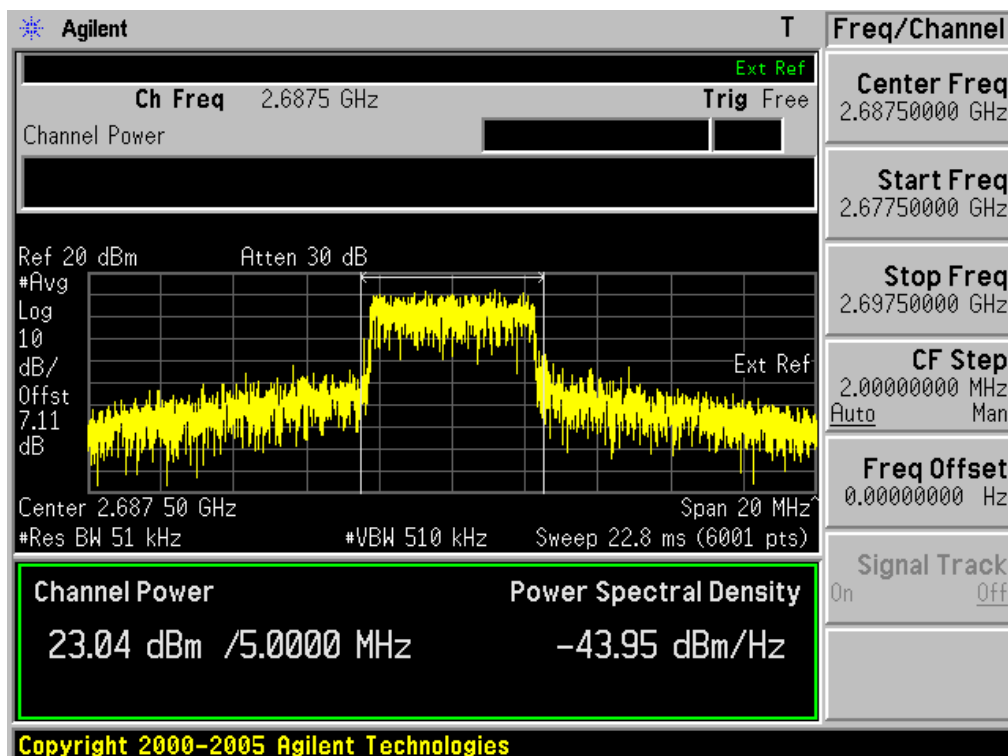 Agilent T
Freq/Channel
Ext Ref
Ch Freq 2.6875 GHz Trig Free
Channel Power
Center Freq
2.68750000 GHz
Start Freq
2.67750000 GHz
Stop Freq
2.69750000 GHz
CF Step
2.00000000 MHz
Auto Man
Freq Offset
0.00000000 Hz
Signal Track
On Off
Ref 20 dBm Atten 30 dB
#Avg
Log
10
dB/
Offst
7.11
dB
Ext Ref
Center 2.687 50 GHz Span 20 MHz^
#Res BW 51 kHz #VBW 510 kHz Sweep 22.8 ms (6001 pts)
Channel Power Power Spectral Density
23.04 dBm /5.0000 MHz -43.95 dBm/Hz
Copyright 2000-2005 Agilent Technologies